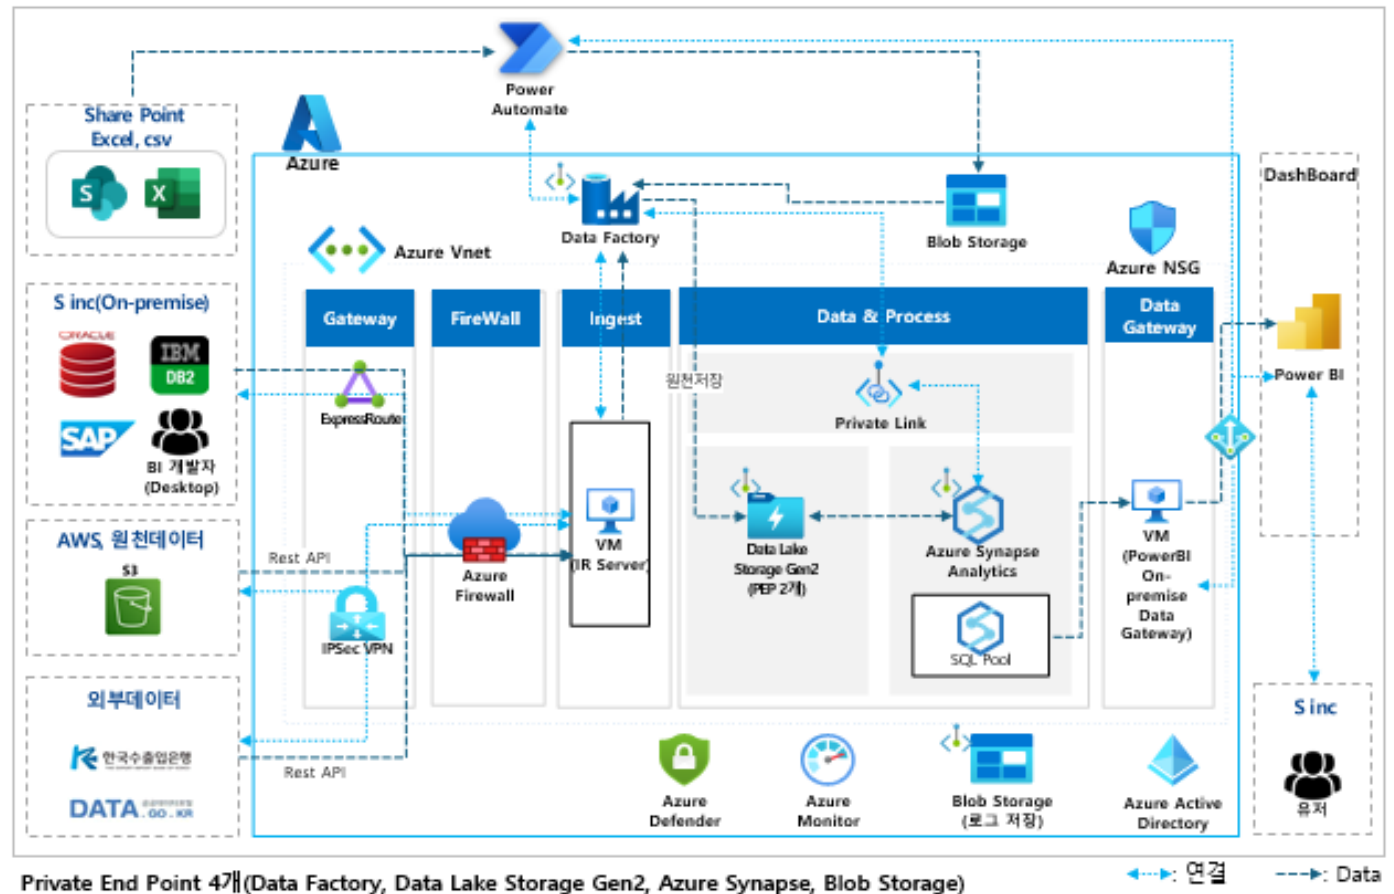 Power
Automate
Share Point
Excel, csv
S
X
Azure
Data Factory
Blob Storage
DashBoard
Azure Vnet
Azure NSG
S inc(On-premise)
ORACLE
IBM
DB2
SAP
BI 개발자
(Desktop)
Gateway
FireWall
Ingest
Data & Process
Data
Gateway
ExpressRouter
원천저장
Private Link
Power BI
AWS, 원천데이터
S3
Rest API
Azure
Firewall
VM
(IR Server)
IPSec VPN
Data Lake
Storage Gen2
(PEP 2개)
Azure Synapse
Analytics
SQL Pool
VM
(PowerBI
On-
premise
Data
Gateway)
외부데이터
한국수출입은행
DATA
.GO.KR
Rest API
Azure
Defender
Azure
Monitor
Blob Storage
(로그 저장)
Azure Active
Directory
S inc
유저
Private End Point 4개(Data Factory, Data Lake Storage Gen2, Azure Synapse, Blob Storage)
: 연결
: Data